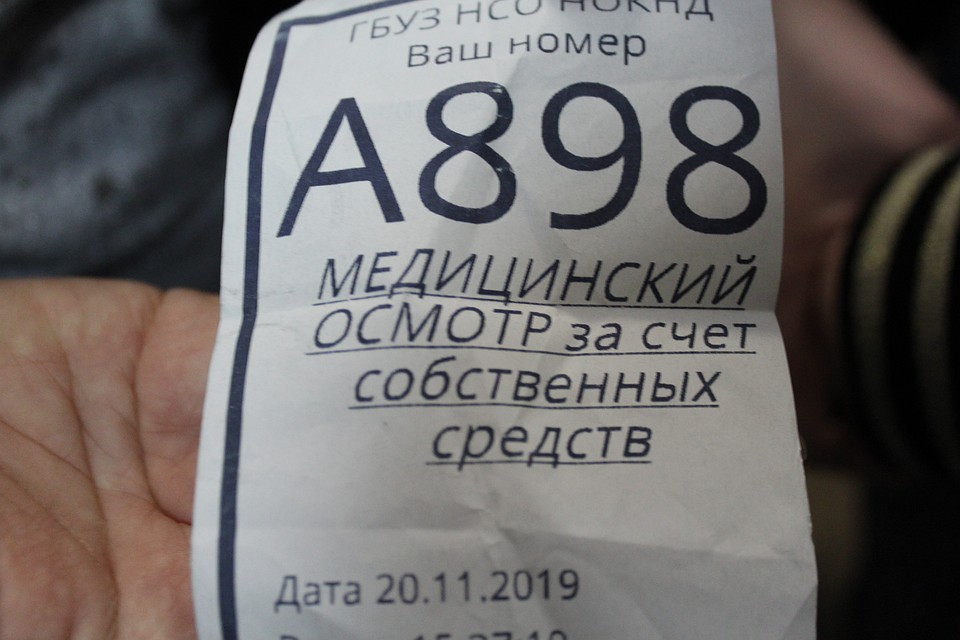 ГБУЗ НСО НОКНД
Ваш номер
А898
МЕДИЦИНСКИЙ
ОСМОТР за счет
собственных
средств
Дата 20.11.2019